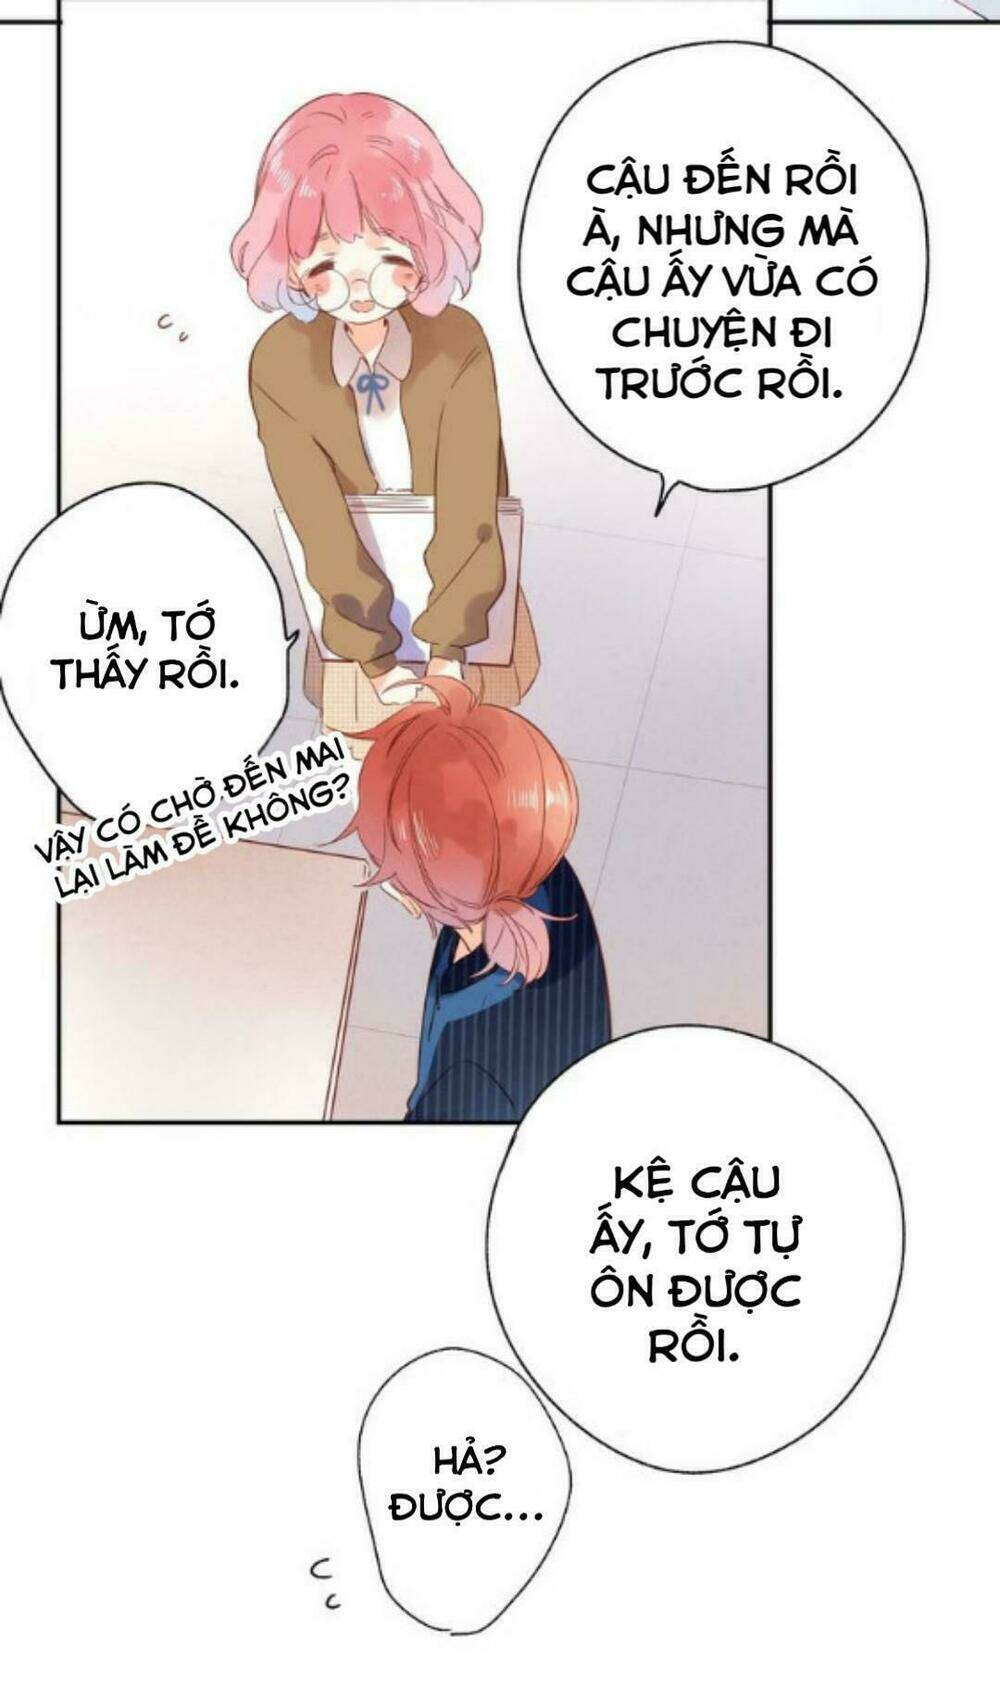 CẬU ĐẾN RỒI
À, NHƯNG MÀ
CẬU ẤY VỪA CÓ
CHUYỆN ĐI
TRƯỚC RỒI.
ỪM, TỚ
THẤY RỒI.
VẬY CÓ CHỜ ĐẾN MAI
LẠI LÀM ĐỀ KHÔNG?
KỆ CẬU
ẤY, TỚ TỰ
ÔN ĐƯỢC
RỒI.
HẢ?
ĐƯỢC...